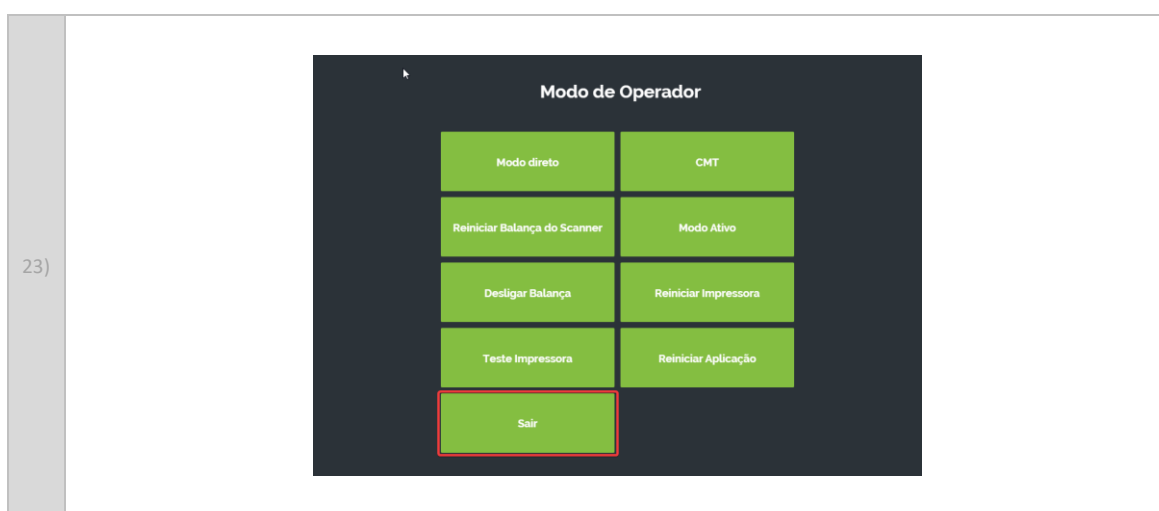 23)
Modo de Operador
Modo direto
CMT
Reiniciar Balança do Scanner
Modo Ativo
Desligar Balança
Reiniciar Impressora
Teste Impressora
Reiniciar Aplicação
Sair